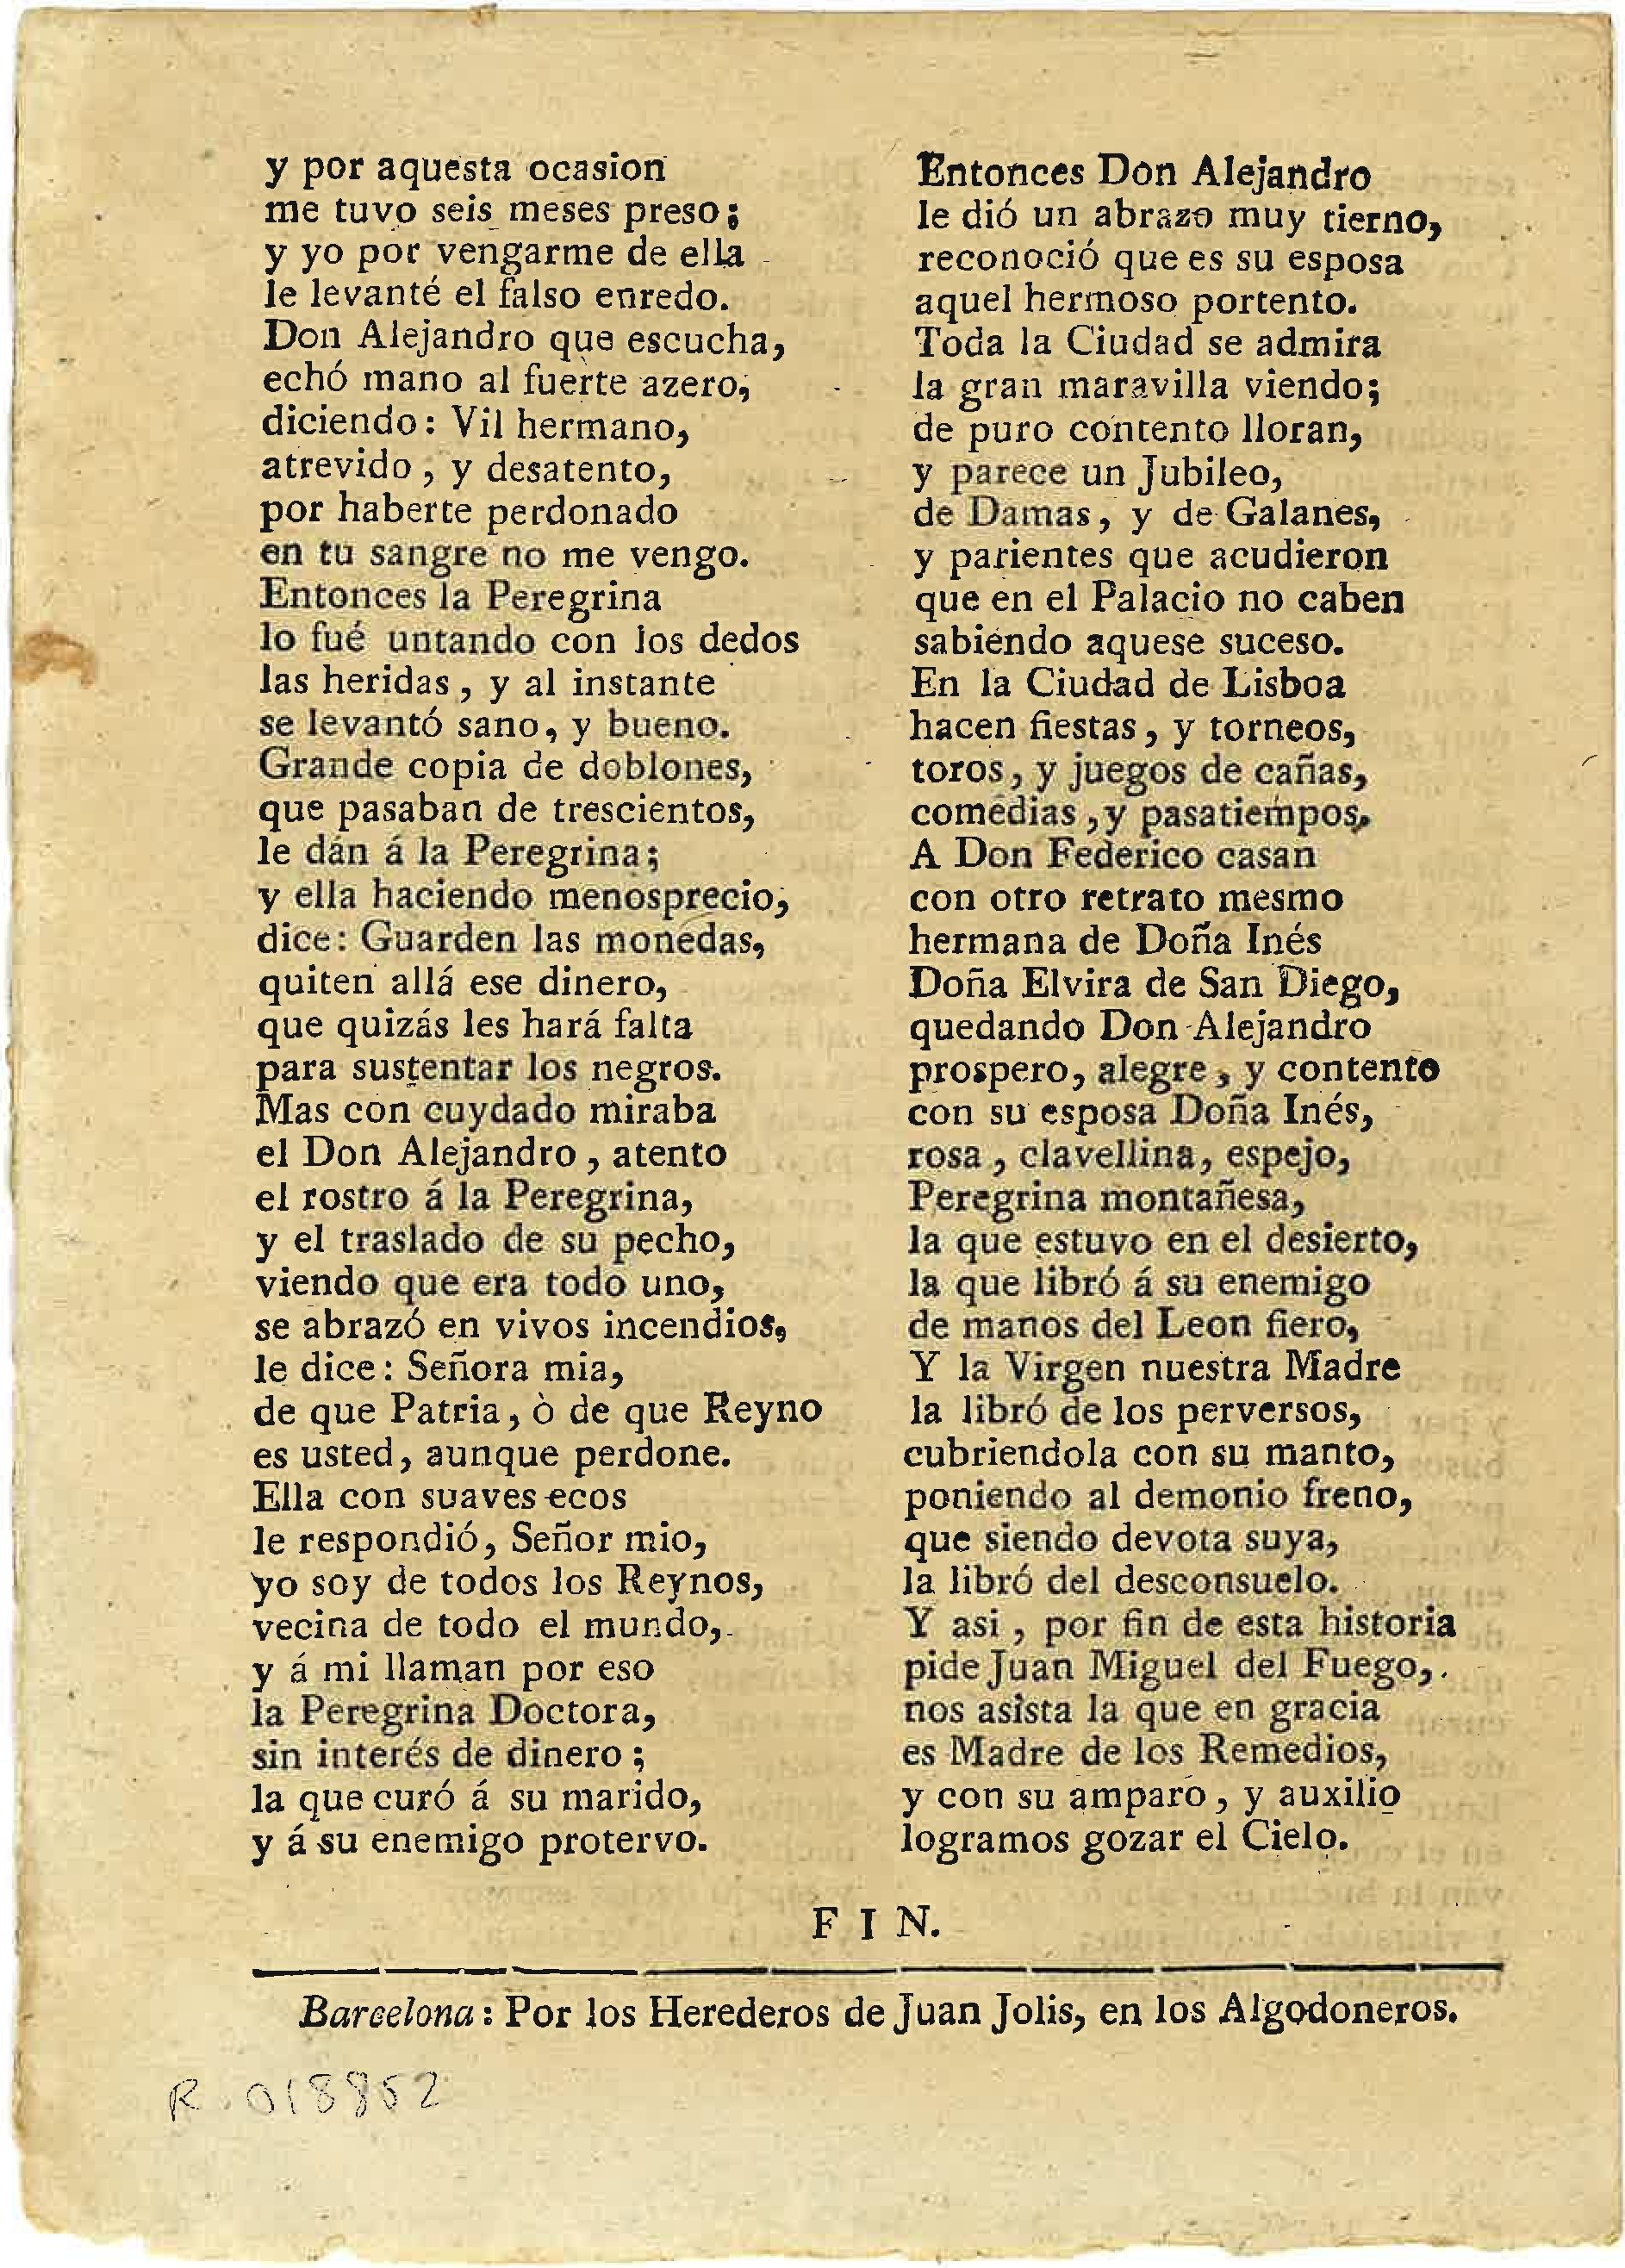 y por aquesta ocasion
me tuvo seis meses preso;
y yo por vengarme de ella
le levanté el falso enredo.
Don Alejandro que escucha,
echó mano al fuerte azero,
diciendo: Vil hermano,
atrevido, y desatento,
por haberte perdonado
en tu sangre no me vengo.
Entonces la Peregrina
lo fué untando con los dedos
las heridas, y al instante
se levantó sano, y bueno.
Grande copia de doblones,
que pasaban de trescientos,
le dán á la Peregrina;
y ella haciendo menosprecio,
dice: Guarden las monedas,
quiten allá ese dinero,
que quizás les hará falta
para sustentar los negros.
Mas con cuydado miraba
el Don Alejandro, atento
el rostro á la Peregrina,
y el traslado de su pecho,
viendo que era todo uno,
se abrazó en vivos incendios,
le dice: Señora mia,
de que Patria, ò de que Reyno
es usted, aunque perdone.
Ella con suaves ecos
le respondió, Señor mio,
yo soy de todos los Reynos,
vecina de todo el mundo,
y á mi llaman por eso
la Peregrina Doctora,
sin interés de dinero;
la que curó á su marido,
y á su enemigo protervo.
Entonces Don Alejandro
le dió un abrazo muy tierno,
reconoció que es su esposa
aquel hermoso portento.
Toda la Ciudad se admira
la gran maravilla viendo;
de puro contento lloran,
y parece un Jubileo,
de Damas, y de Galanes,
y parientes que acudieron
que en el Palacio no caben
sabiendo aquese suceso.
En la Ciudad de Lisboa
hacen fiestas, y torneos,
toros, y juegos de cañas,
comedias, y pasatiempos,
A Don Federico casan
con otro retrato mesmo
hermana de Doña Inés
Doña Elvira de San Diego,
quedando Don Alejandro
prospero, alegre, y contento
con su esposa Doña Inés,
rosa, clavellina, espejo,
Peregrina montañesa,
la que estuvo en el desierto,
la que libró á su enemigo
de manos del Leon fiero,
Y la Virgen nuestra Madre
la libró de los perversos,
cubriendola con su manto,
poniendo al demonio freno,
que siendo devota suya,
la libró del desconsuelo.
Y asi, por fin de esta historia
pide Juan Miguel del Fuego,
nos asista la que en gracia
es Madre de los Remedios,
y con su amparo, y auxilio
logramos gozar el Cielo.
FIN.
Barcelona: Por los Herederos de Juan Jolis, en los Algodoneros.
R. 018852